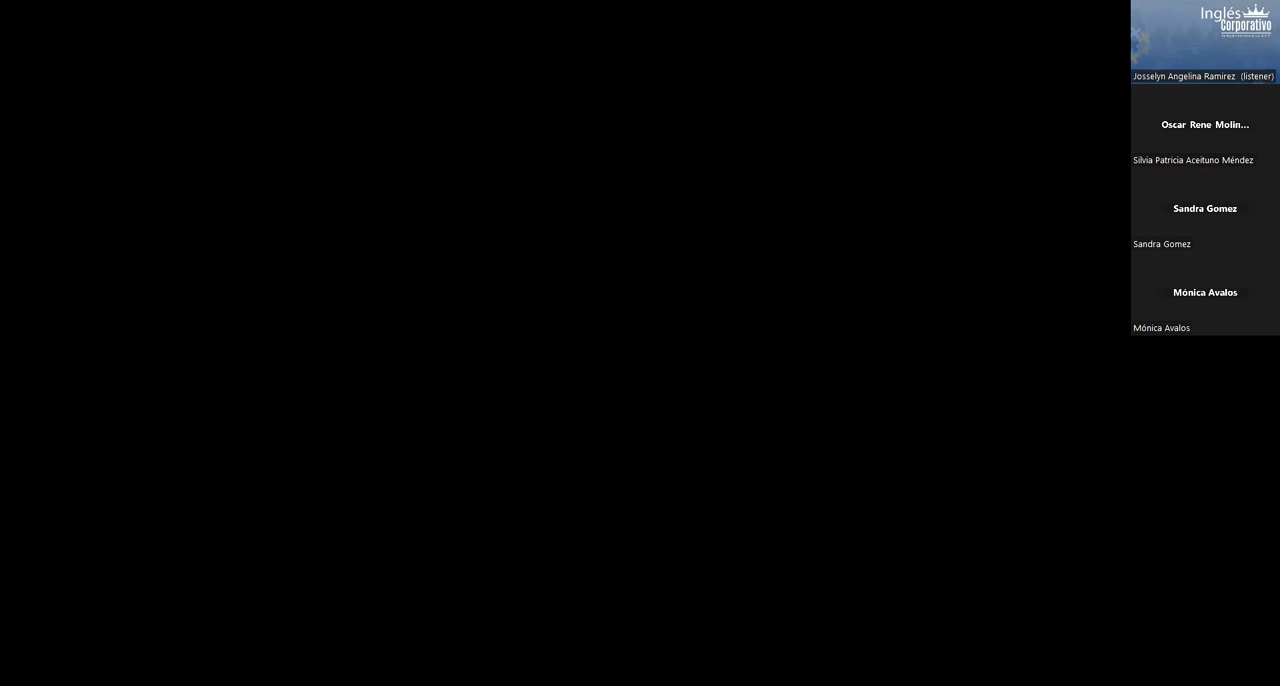 Inglés
Corporativo
Josselyn Angelina Ramirez (listener)
Oscar Rene Molin...
Silvia Patricia Aceituno Méndez
Sandra Gomez
Sandra Gomez
Mónica Avalos
Mónica Avalos